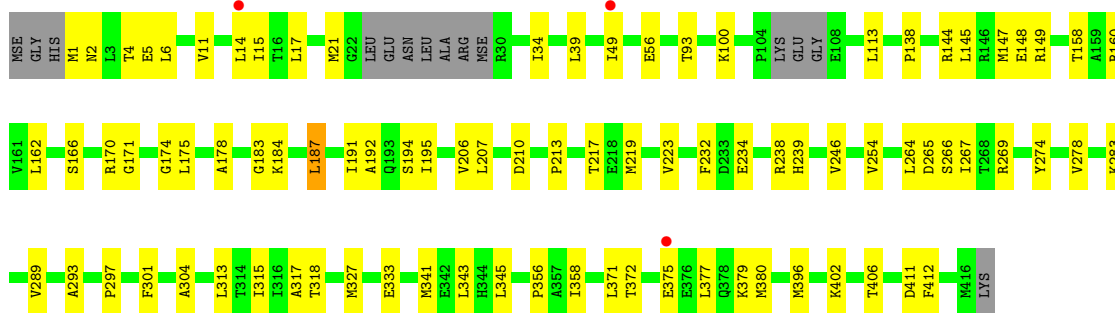 MSE GLY HIS M1 N2 L3 T4 E5 L6 V11 L14 I15 T16 L17 M21 G22 LEU GLU ASN LEU ALA ARG MSE R30 I34 L39 I49 E56 T93 K100 P104 LYS GLU GLY E108 L113 P138 R144 L145 R146 M147 E148 R149 T158 A159
V161 L162 S166 R170 G171 G174 L175 A178 G183 K184 L187 I191 A192 Q193 S194 I195 V206 L207 D210 P213 T217 E218 M219 V223 F232 D233 E234 R238 H239 V246 V254 L264 D265 S266 I267 T268 R269 Y274 V278
V289 A293 P297 F301 A304 L313 T314 I315 I316 A317 T318 M327 E333 M341 E342 L343 H344 L345 P356 A357 I358 L371 T372 E375 E376 L377 Q378 K379 M380 M396 K402 T406 D411 F412 M416 LYS